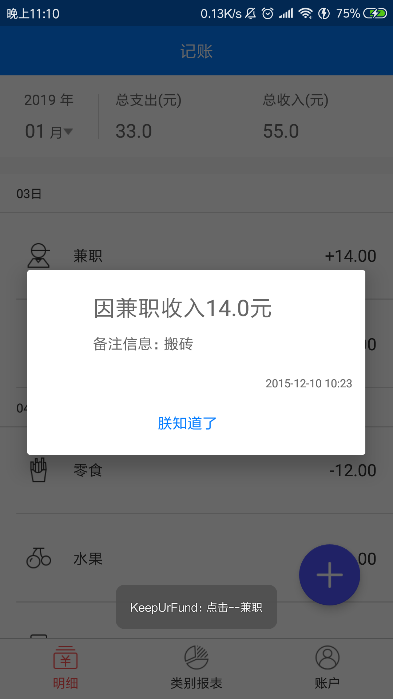 晚上11:10
0.13K/s
75%
记账
2019 年
总支出(元)
总收入(元)
01 月
33.0
55.0
03日
兼职
+14.00
因兼职收入14.0元
备注信息: 搬砖
2015-12-10 10:23
朕知道了
零食
-12.00
水果
KeepUrFund: 点击--兼职
明细
类别报表
账户